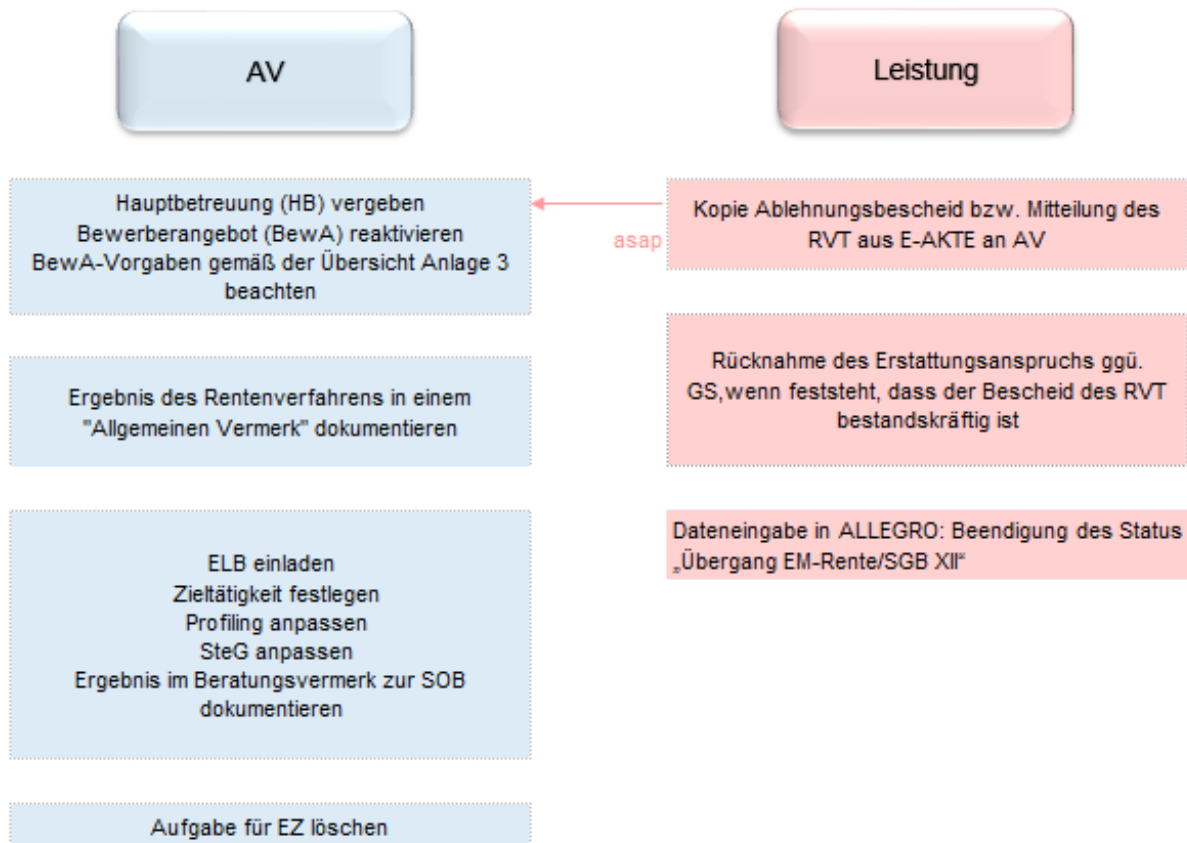 AV
Leistung
Hauptbetreuung (HB) vergeben
Bewerberangebot (BewA) reaktivieren
BewA-Vorgaben gemäß der Übersicht Anlage 3
beachten
asap
Kopie Ablehnungsbescheid bzw. Mitteilung des
RVT aus E-AKTE an AV
Ergebnis des Rentenverfahrens in einem
"Allgemeinen Vermerk" dokumentieren
Rücknahme des Erstattungsanspruchs ggü.
GS,wenn feststeht, dass der Bescheid des RVT
bestandskräftig ist
ELB einladen
Zieltätigkeit festlegen
Profiling anpassen
SteG anpassen
Ergebnis im Beratungsvermerk zur SOB
dokumentieren
Dateneingabe in ALLEGRO: Beendigung des Status
„Übergang EM-Rente/SGB XII“
Aufgabe für EZ löschen